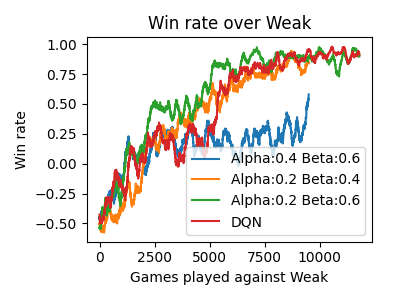 Win rate over Weak
Win rate
1.00
0.75
0.50
0.25
0.00
−0.25
−0.50
Alpha:0.4 Beta:0.6
Alpha:0.2 Beta:0.4
Alpha:0.2 Beta:0.6
DQN
0 2500 5000 7500 10000
Games played against Weak